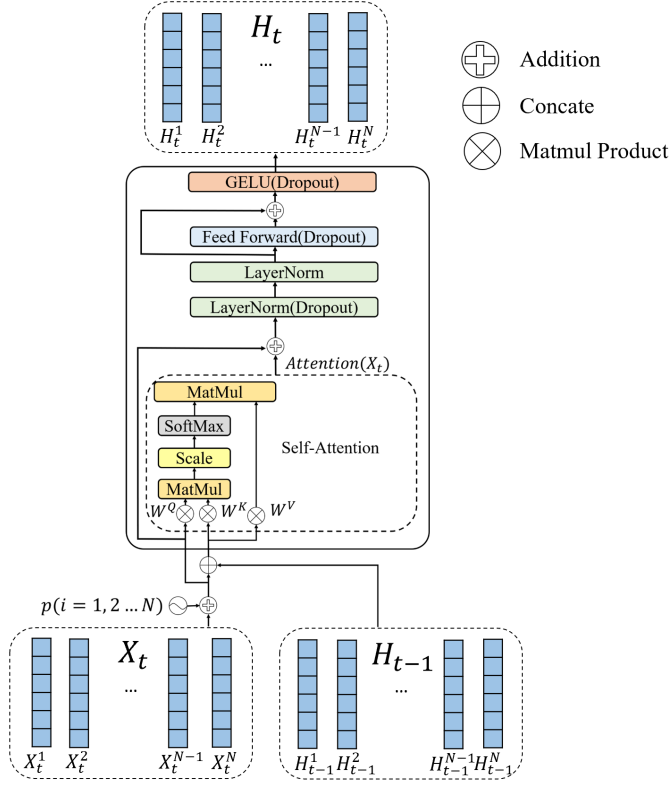 H_t
...
H_t^1 H_t^2 H_t^{N-1} H_t^N
Addition
Concate
Matmul Product
GELU(Dropout)
Feed Forward(Dropout)
LayerNorm
LayerNorm(Dropout)
Attention(X_t)
MatMul
SoftMax
Self-Attention
Scale
MatMul
W^Q W^K W^V
p(i = 1, 2 ... N)
X_t
...
X_t^1 X_t^2 X_t^{N-1} X_t^N
H_{t-1}
...
H_{t-1}^1 H_{t-1}^2 H_{t-1}^{N-1} H_{t-1}^N